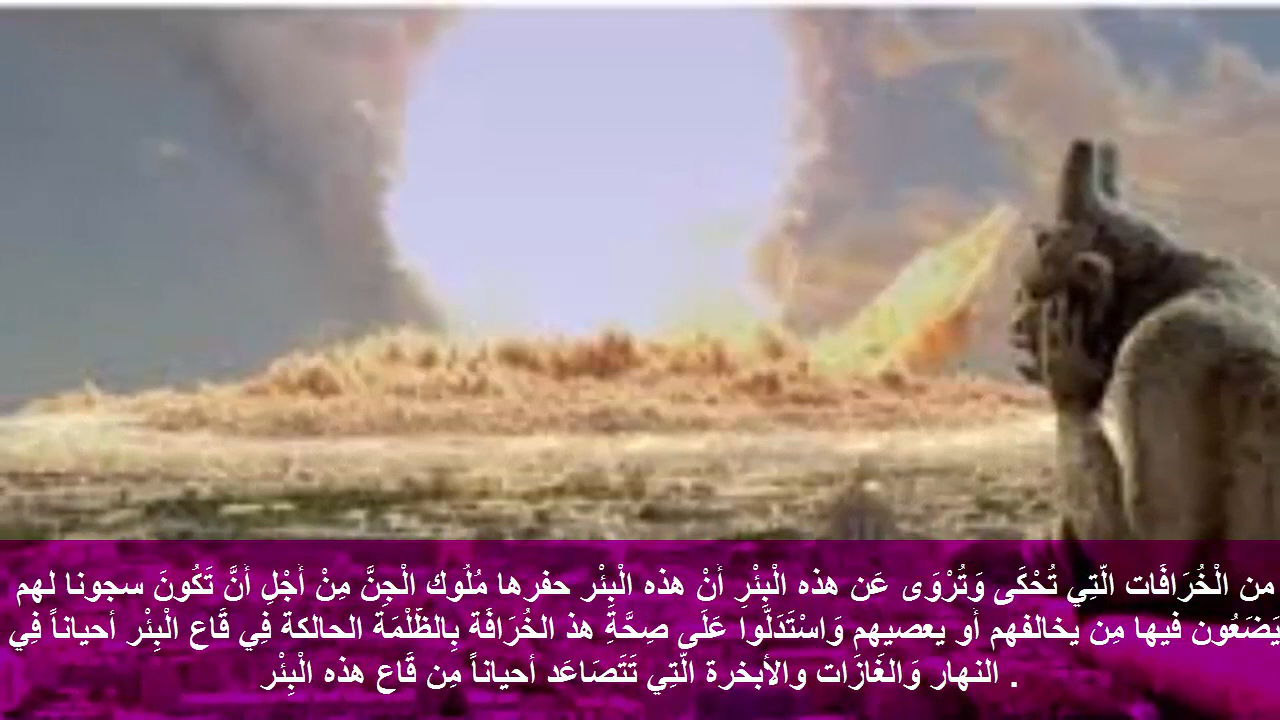 من الْخُرَافَات الّتِي تُحْكَى وَتُرْوَى عَن هذه الْبِئْرِ أَنْ هذه الْبِئْر حفرها مُلُوك الْجِنَّ مِنْ أَجْلِ أَنَّ تَكُونَ سجونا لهم
يَضَعُون فيها مِن يخالفهم أَو يعصيهم وَاسْتَدَلَّوا عَلَى صِحَّةِ هذ الخُرَافَة بِالظّلْمَة الحالكة فِي قَاع الْبِئْر أحياناً فِي
النهار وَالغَازَات والأبخرة الّتِي تَتَصَاعَد أحياناً مِن قَاع هذه الْبِئْر .